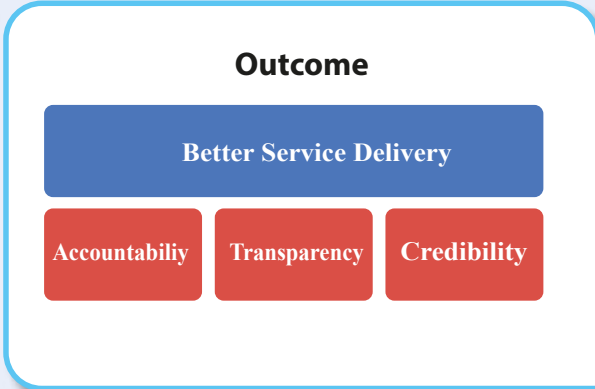 Outcome
Better Service Delivery
Accountabiliy Transparency Credibility